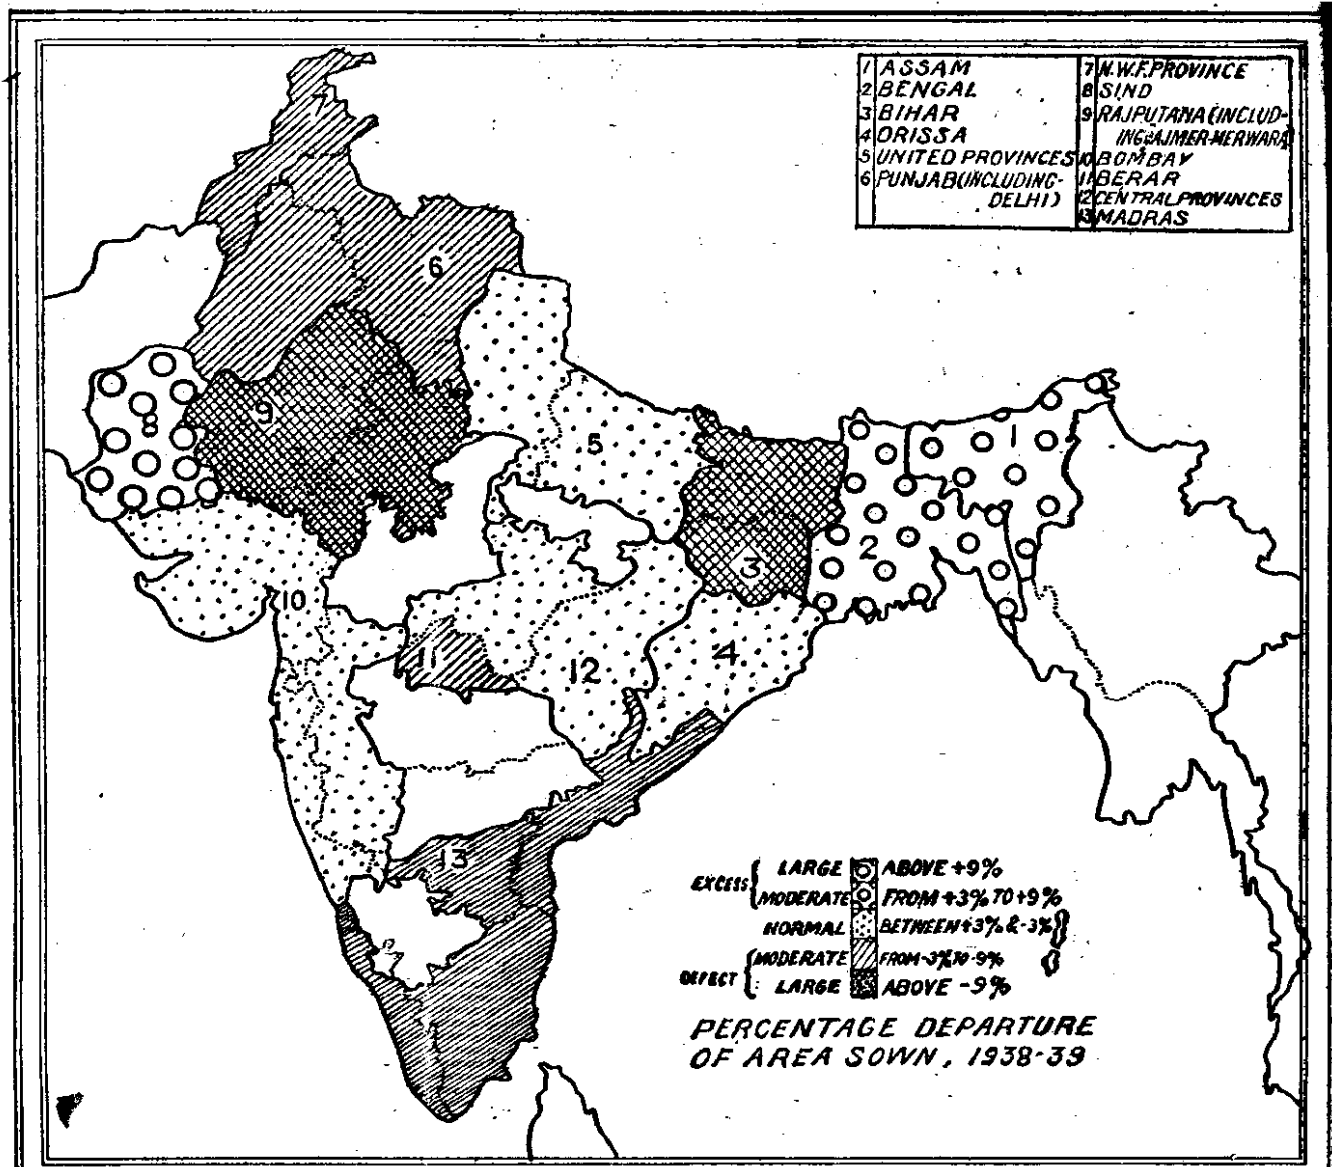 1 ASSAM
2 BENGAL
3 BIHAR
4 ORISSA
5 UNITED PROVINCES
6 PUNJAB (INCLUDING-
DELHI)
7 N.W.F. PROVINCE
8 SIND
9 RAJPUTANA (INCLUD-
ING AJMER-MERWARA
10 BOMBAY
11 BERAR
12 CENTRAL PROVINCES
13 MADRAS
7
6
9
8
5
1
2
3
10
11
12
4
13
EXCESS { LARGE ABOVE +9%
MODERATE FROM +3% TO +9%
NORMAL BETWEEN +3% & -3%
DEFECT { MODERATE FROM -3% TO -9%
LARGE ABOVE -9%
PERCENTAGE DEPARTURE
OF AREA SOWN, 1938-39